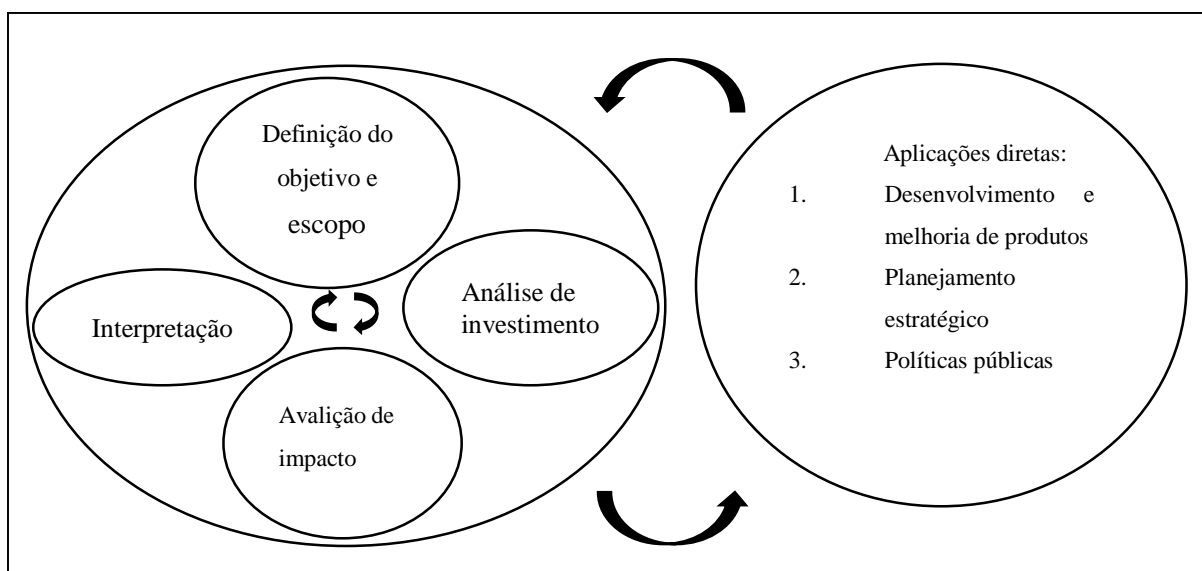 Definição do
objetivo e
escopo
Análise de
investimento
Interpretação
Avalição de
impacto
Aplicações diretas:
1. Desenvolvimento e
melhoria de produtos
2. Planejamento
estratégico
3. Políticas públicas